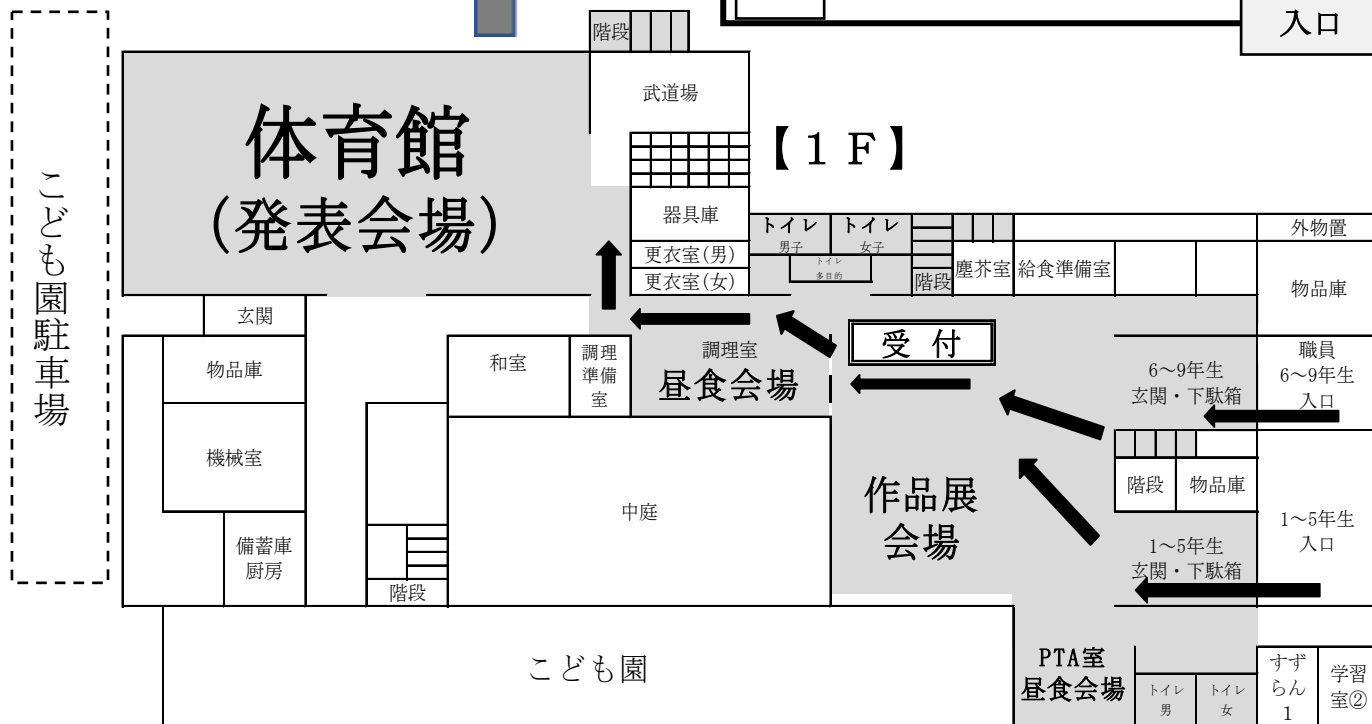 入口
階段
武道場
体育館
(発表会場)
【１Ｆ】
こども園駐車場
器具庫
更衣室(男)
更衣室(女)
トイレ
男子
トイレ
女子
トイレ
多目的
階段
塵芥室
給食準備室
外物置
物品庫
玄関
受 付
物品庫
和室
調理
準備
室
調理室
昼食会場
6～9年生
玄関・下駄箱
職員
6～9年生
入口
機械室
階段
物品庫
作品展
会場
中庭
1～5年生
入口
備蓄庫
厨房
1～5年生
玄関・下駄箱
階段
こども園
PTA室
昼食会場
トイレ
男
トイレ
女
すず
らん
1
学習
室②